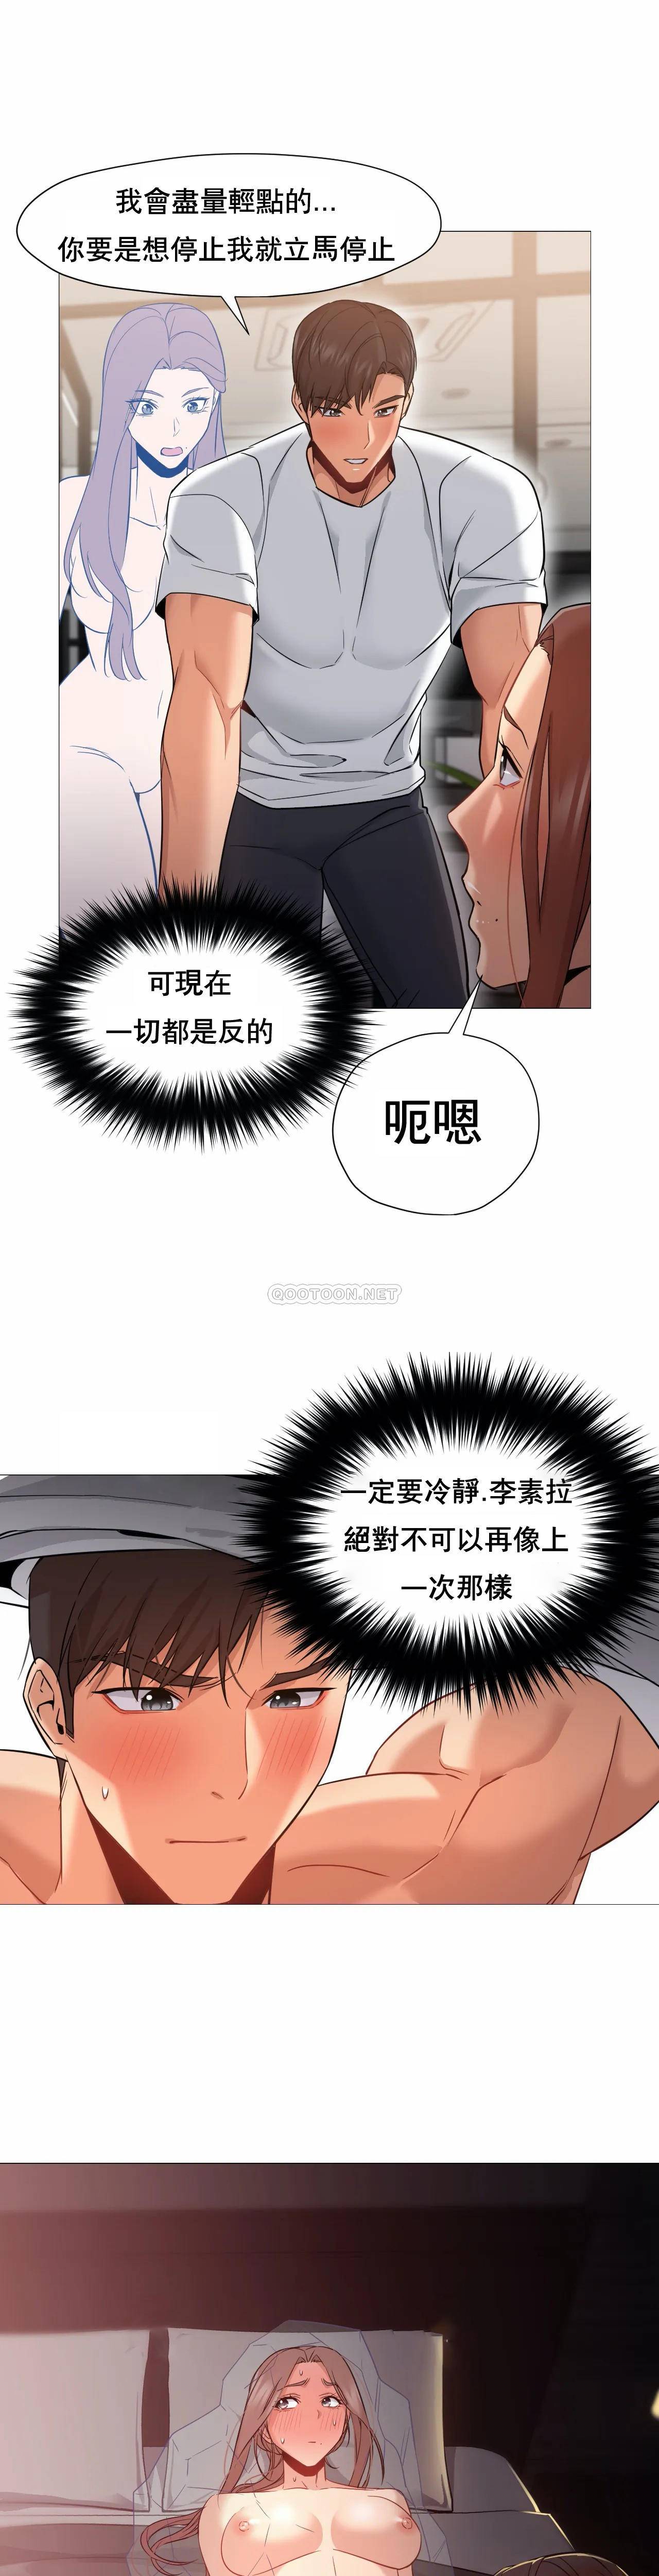 我會盡量輕點的...
你要是想停止我就立馬停止
可現在
一切都是反的
呃嗯
QOOTOON.NET
一定要冷靜.李素拉
絕對不可以再像上
一次那樣